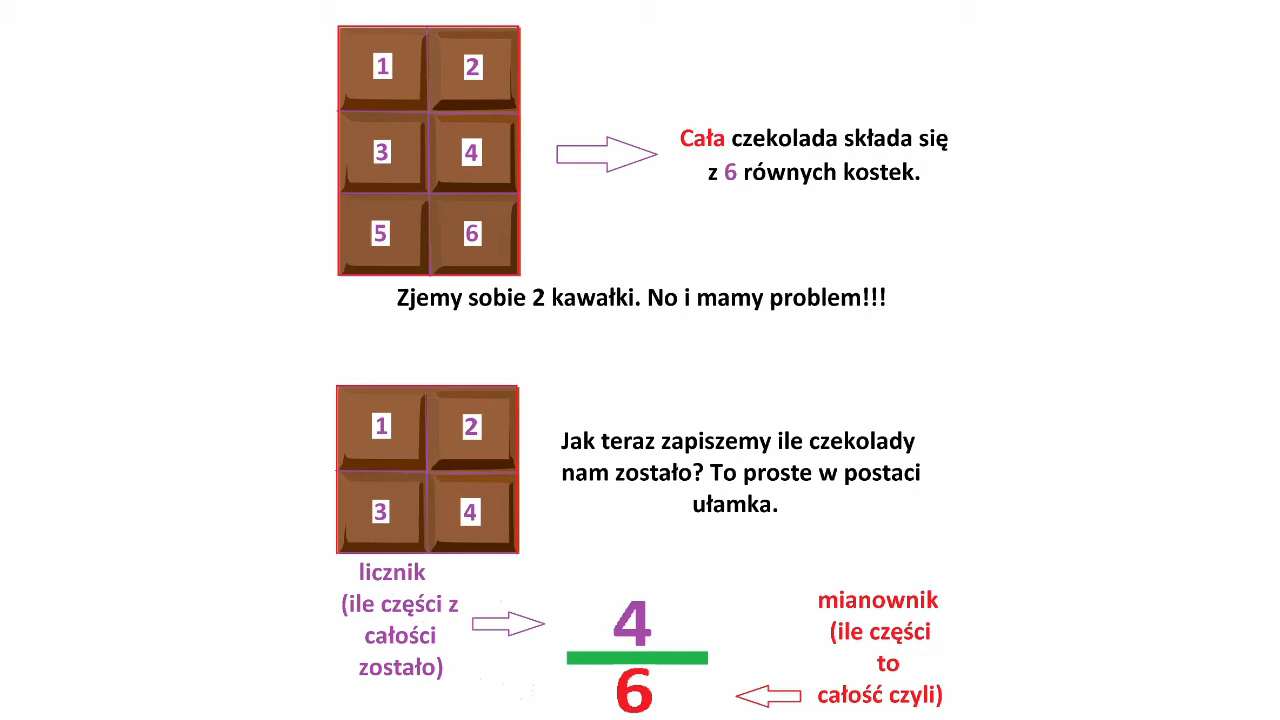 1 2
3 4
5 6
Cała czekolada składa się
z 6 równych kostek.
Zjemy sobie 2 kawałki. No i mamy problem!!!
1 2
3 4
Jak teraz zapiszemy ile czekolady
nam zostało? To proste w postaci
ułamka.
licznik
(ile części z
całości
zostało)
4
6
mianownik
(ile części
to
całość czyli)